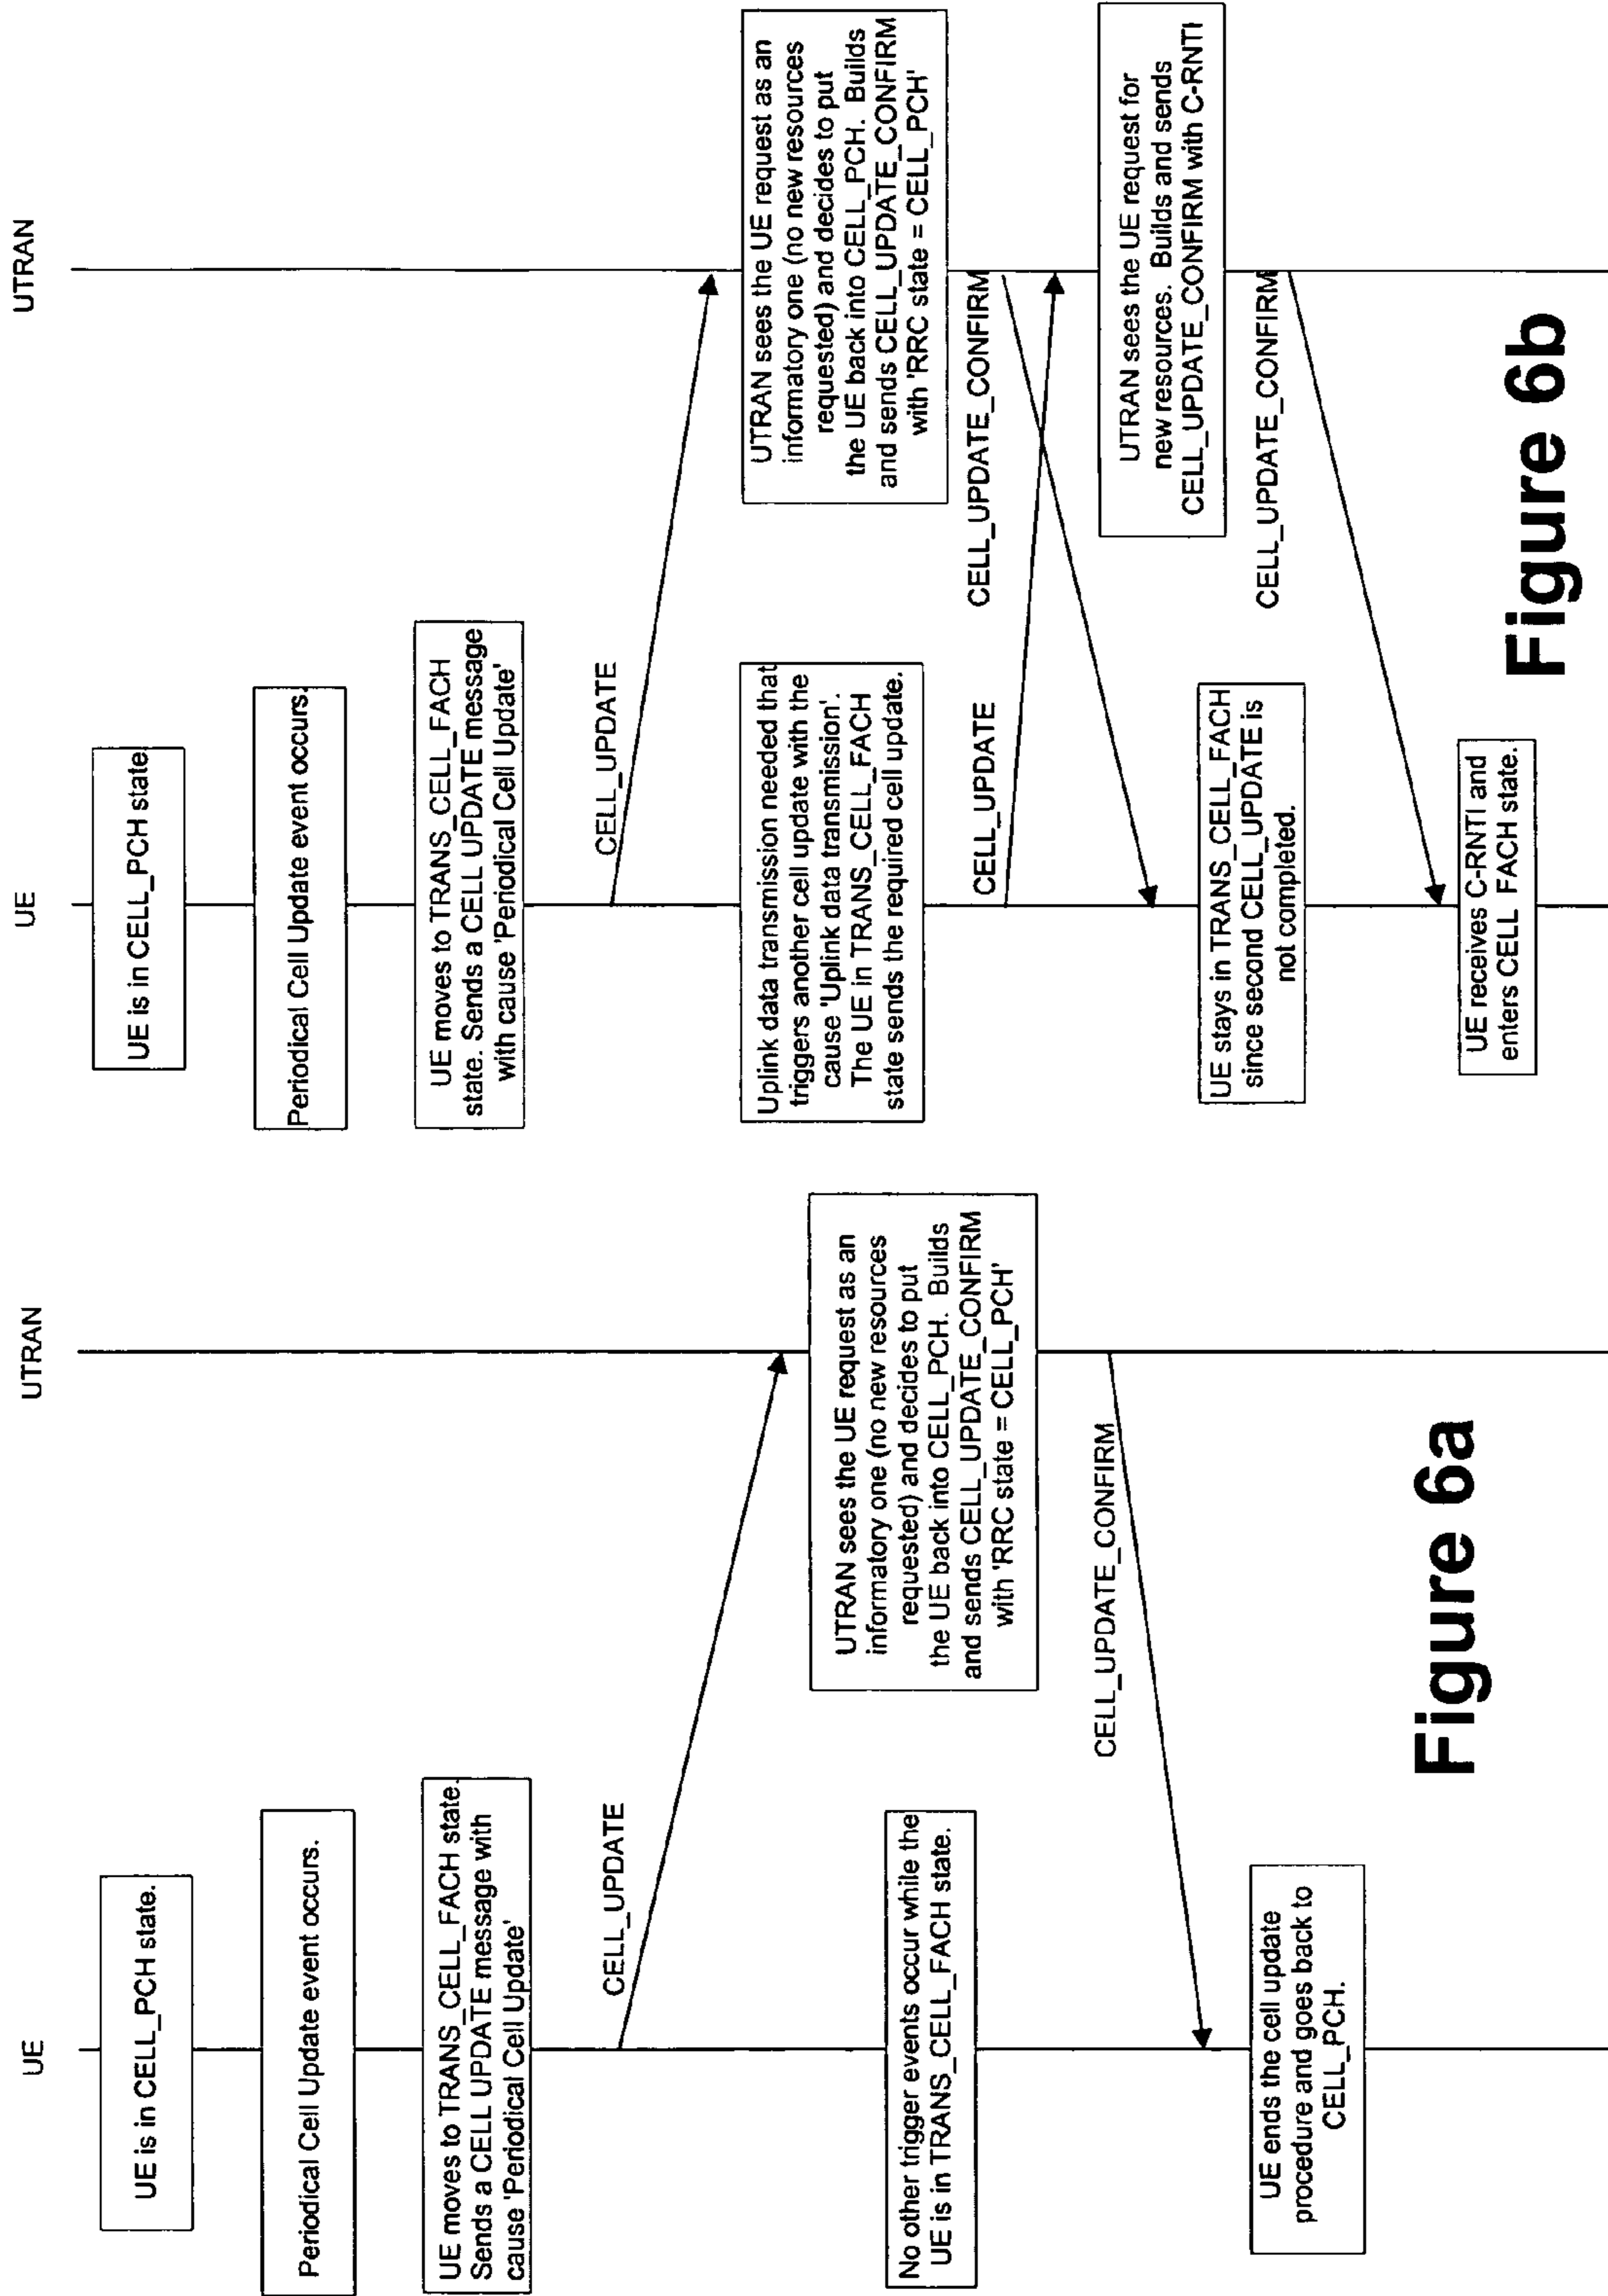 UE
UTRAN
UE is in CELL_PCH state.
Periodical Cell Update event occurs.
UE moves to TRANS_CELL_FACH state.
Sends a CELL UPDATE message with
cause 'Periodical Cell Update'
CELL_UPDATE
UTRAN sees the UE request as an
informatory one (no new resources
requested) and decides to put
the UE back into CELL_PCH. Builds
and sends CELL_UPDATE_CONFIRM
with 'RRC state = CELL_PCH'
No other trigger events occur while the
UE is in TRANS_CELL_FACH state.
CELL_UPDATE_CONFIRM
UE ends the cell update
procedure and goes back to
CELL_PCH.
Figure 6a
UE
UTRAN
UE is in CELL_PCH state
Periodical Cell Update event occurs.
UE moves to TRANS_CELL_FACH
state. Sends a CELL UPDATE message
with cause 'Periodical Cell Update'
CELL_UPDATE
UTRAN sees the UE request as an
informatory one (no new resources
requested) and decides to put
the UE back into CELL_PCH. Builds
and sends CELL_UPDATE_CONFIRM
with 'RRC state = CELL_PCH'
Uplink data transmission needed that
triggers another cell update with the
cause 'Uplink data transmission'.
The UE in TRANS_CELL_FACH
state sends the required cell update.
CELL_UPDATE_CONFIRM
CELL_UPDATE
UTRAN sees the UE request for
new resources. Builds and sends
CELL_UPDATE_CONFIRM with C-RNTI
UE stays in TRANS_CELL_FACH
since second CELL_UPDATE is
not completed.
CELL_UPDATE_CONFIRM
UE receives C-RNTI and
enters CELL FACH state.
Figure 6b